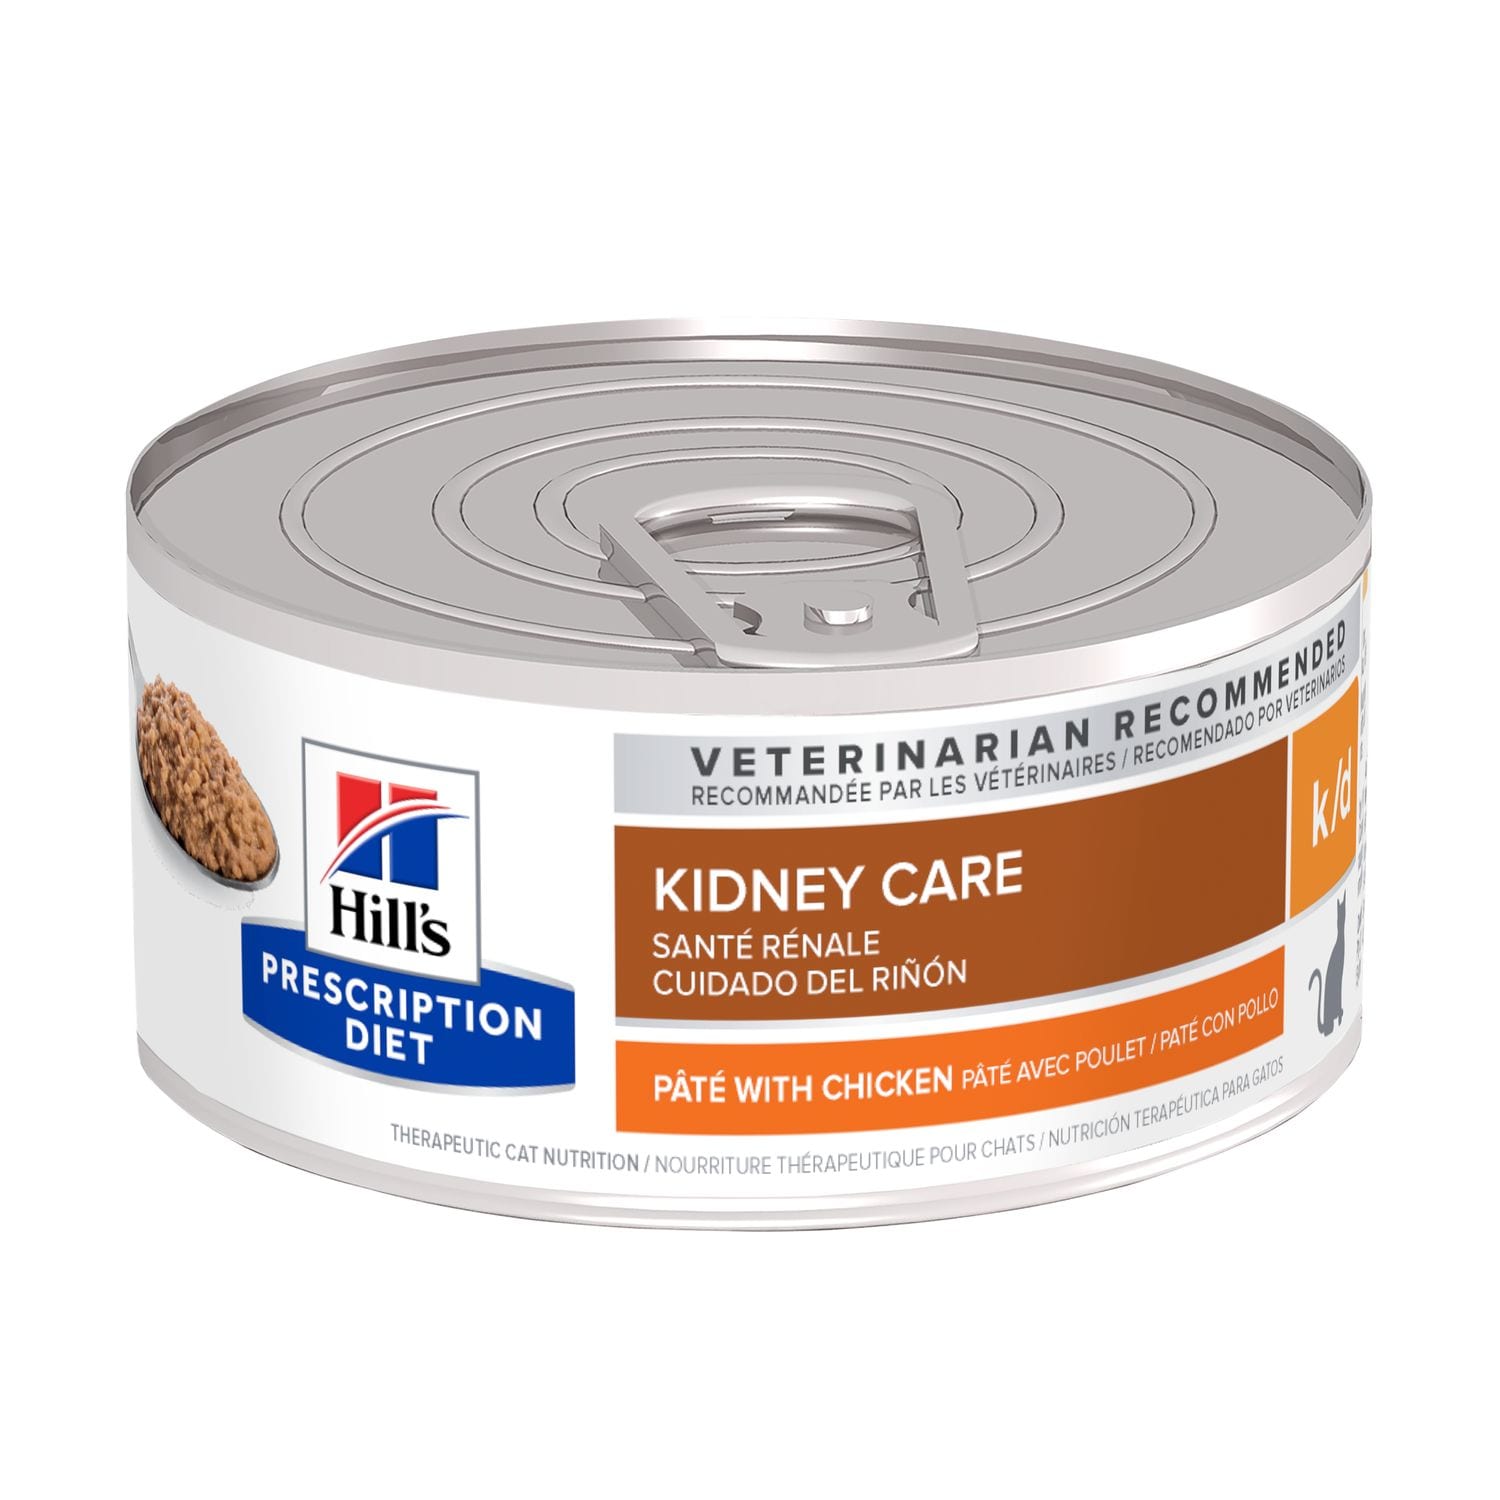 VETERINARIAN RECOMMENDED
RECOMMANDÉE PAR LES VÉTÉRINAIRES / RECOMENDADO POR VETERINARIOS
k/d
KIDNEY CARE
SANTÉ RÉNALE
CUIDADO DEL RIÑÓN
Hill's
PRESCRIPTION
DIET
PÂTÉ WITH CHICKEN PÂTÉ AVEC POULET / PATÉ CON POLLO
THERAPEUTIC CAT NUTRITION / NOURRITURE THÉRAPEUTIQUE POUR CHATS / NUTRICIÓN TERAPÉUTICA PARA GATOS